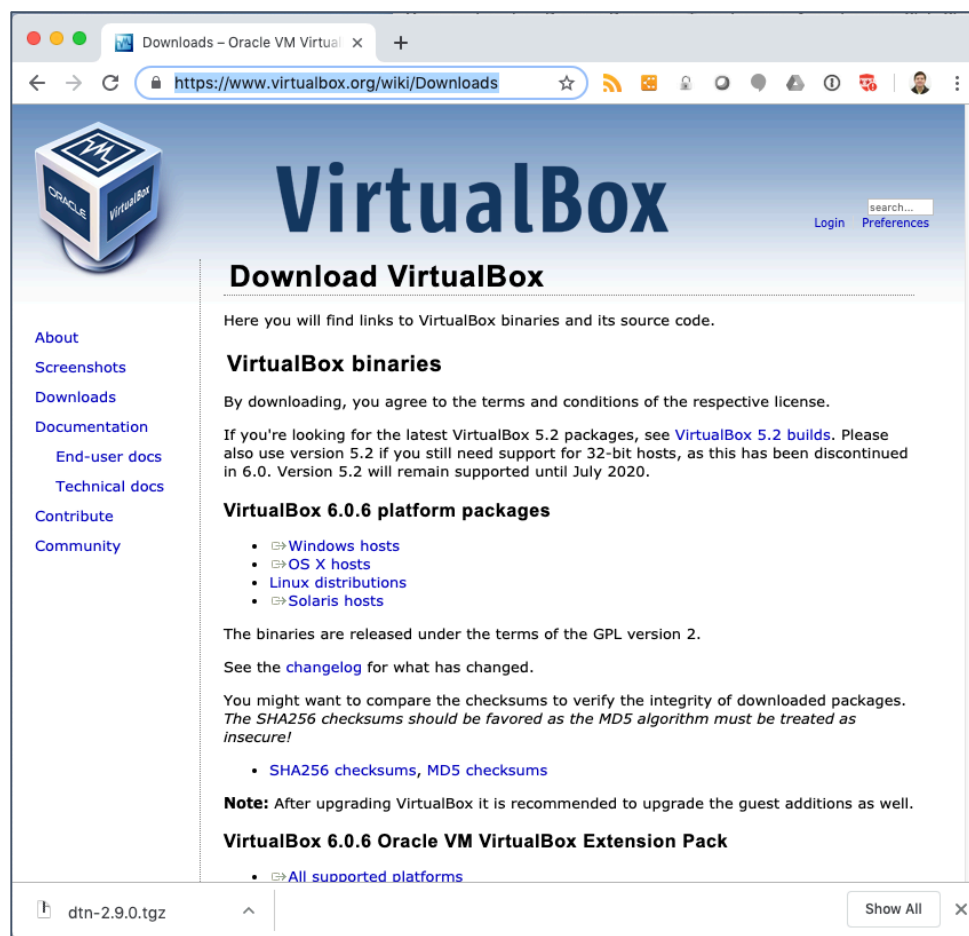 Downloads – Oracle VM Virtual
https://www.virtualbox.org/wiki/Downloads
ORACLE
VirtualBox
VirtualBox
search...
Login Preferences
Download VirtualBox
Here you will find links to VirtualBox binaries and its source code.
About
Screenshots
Downloads
Documentation
End-user docs
Technical docs
Contribute
Community
VirtualBox binaries
By downloading, you agree to the terms and conditions of the respective license.
If you're looking for the latest VirtualBox 5.2 packages, see VirtualBox 5.2 builds. Please
also use version 5.2 if you still need support for 32-bit hosts, as this has been discontinued
in 6.0. Version 5.2 will remain supported until July 2020.
VirtualBox 6.0.6 platform packages
• Windows hosts
• OS X hosts
• Linux distributions
• Solaris hosts
The binaries are released under the terms of the GPL version 2.
See the changelog for what has changed.
You might want to compare the checksums to verify the integrity of downloaded packages.
The SHA256 checksums should be favored as the MD5 algorithm must be treated as
insecure!
• SHA256 checksums, MD5 checksums
Note: After upgrading VirtualBox it is recommended to upgrade the guest additions as well.
VirtualBox 6.0.6 Oracle VM VirtualBox Extension Pack
• All supported platforms
dtn-2.9.0.tgz
Show All